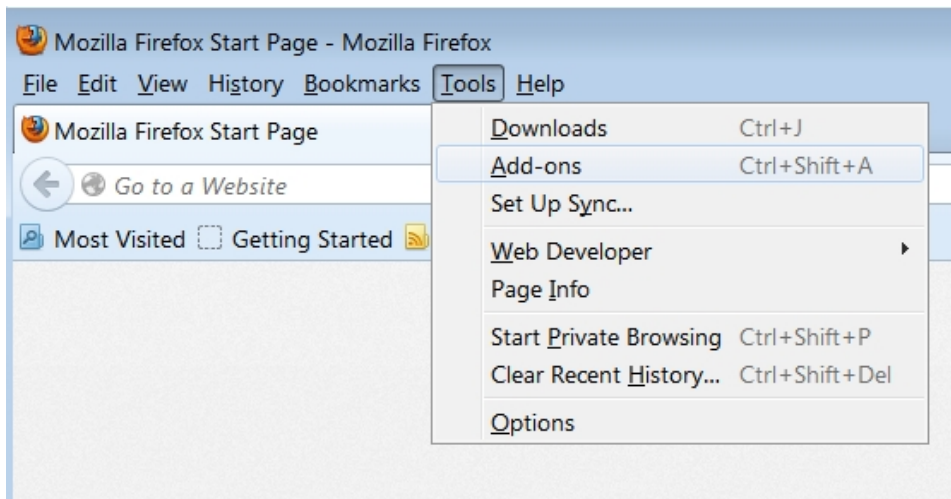 Mozilla Firefox Start Page - Mozilla Firefox
File Edit View History Bookmarks Tools Help
Mozilla Firefox Start Page
Go to a Website
Most Visited Getting Started
Downloads Ctrl+J
Add-ons Ctrl+Shift+A
Set Up Sync...
Web Developer
Page Info
Start Private Browsing Ctrl+Shift+P
Clear Recent History... Ctrl+Shift+Del
Options